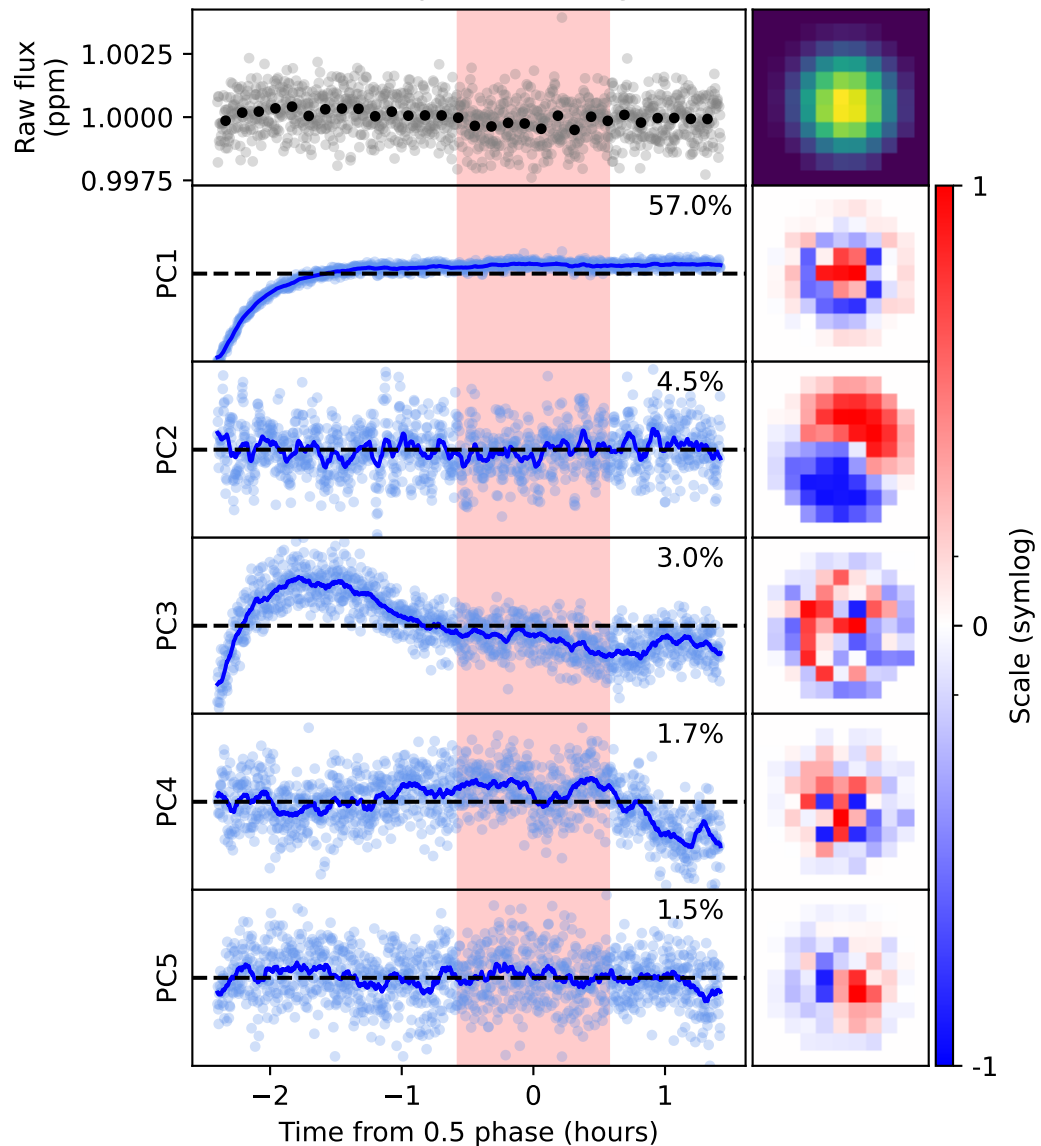 Raw flux
(ppm)
1.0025
1.0000
0.9975
PC1
57.0%
PC2
4.5%
PC3
3.0%
PC4
1.7%
PC5
1.5%
−2
−1
0
1
Time from 0.5 phase (hours)
1
0
-1
Scale (symlog)